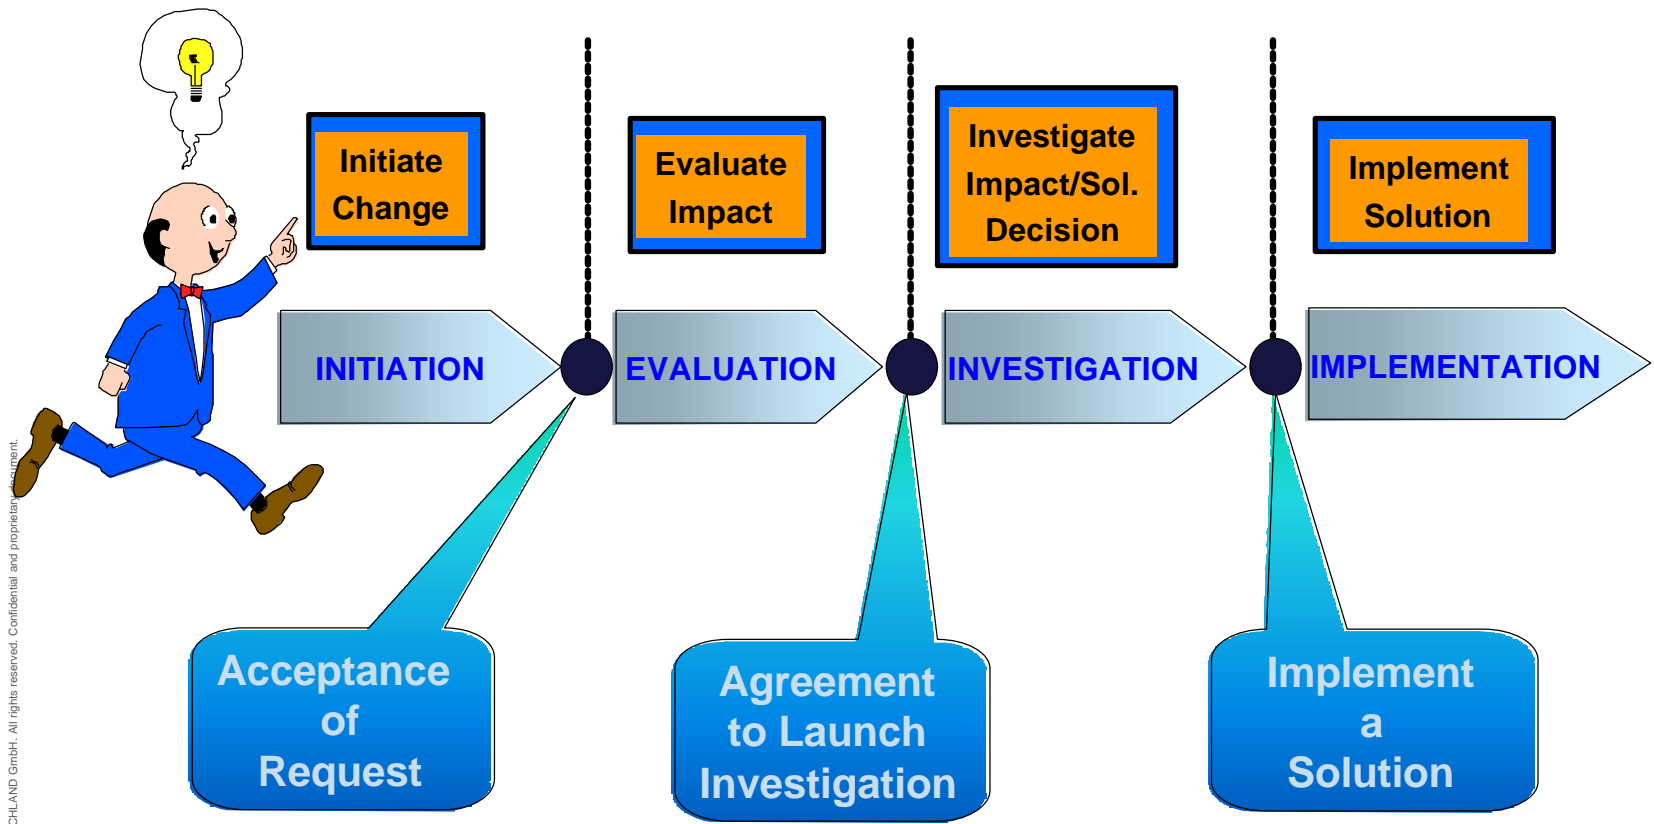 Initiate
Change
Evaluate
Impact
Investigate
Impact/Sol.
Decision
Implement
Solution
INITIATION
EVALUATION
INVESTIGATION
IMPLEMENTATION
Acceptance
of
Request
Agreement
to Launch
Investigation
Implement
a
Solution
CHLAND GmbH. All rights reserved. Confidential and proprietary document.